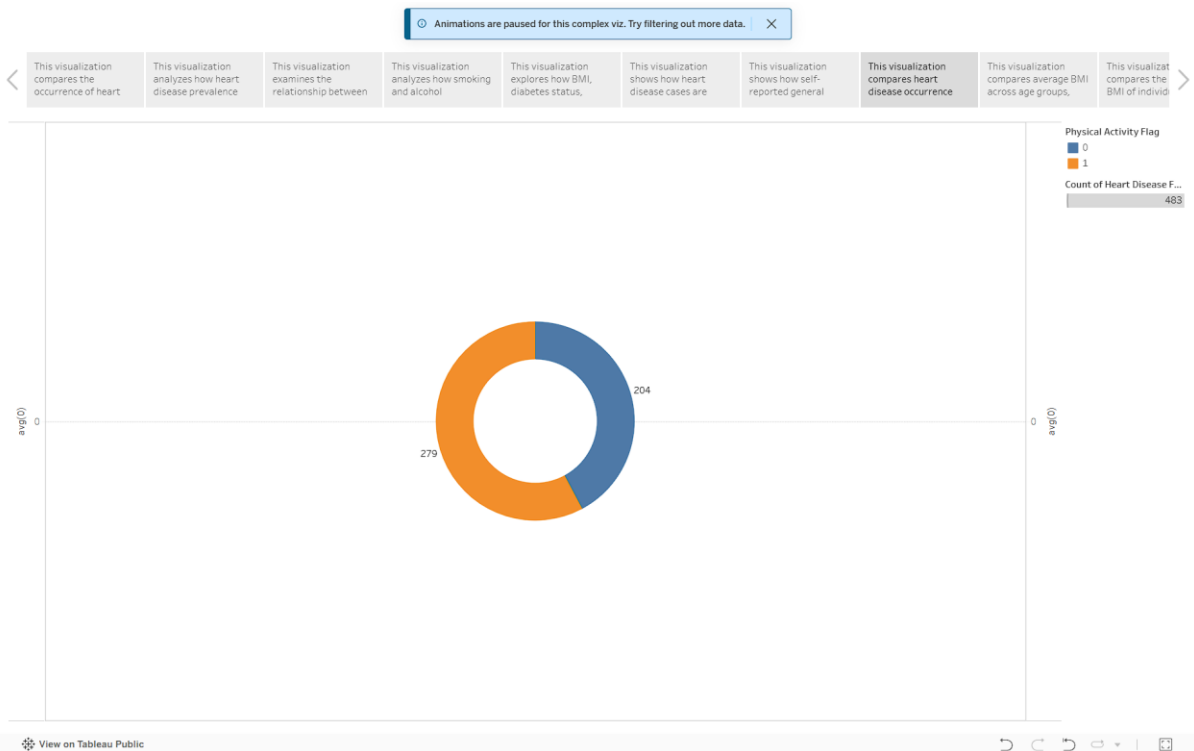 Animations are paused for this complex viz. Try filtering out more data.
This visualization
compares the
occurrence of heart
This visualization
analyzes how heart
disease prevalence
This visualization
examines the
relationship between
This visualization
analyzes how smoking
and alcohol
This visualization
explores how BMI,
diabetes status,
This visualization
shows how heart
disease cases are
This visualization
shows how self-
reported general
This visualization
compares heart
disease occurrence
This visualization
compares average BMI
across age groups,
This visualizat
compares the
BMI of individ
Physical Activity Flag
0
1
Count of Heart Disease F...
483
204
279
avg(0)
0
0
avg(0)
View on Tableau Public